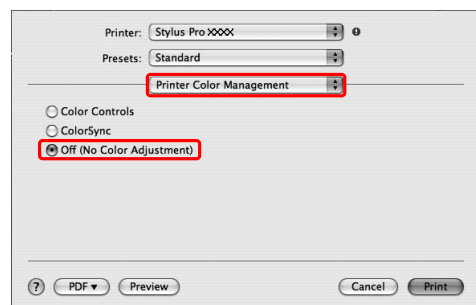 Printer: Stylus Pro XXXX
Presets: Standard
Printer Color Management
Color Controls
ColorSync
Off (No Color Adjustment)
? PDF▼ Preview Cancel Print